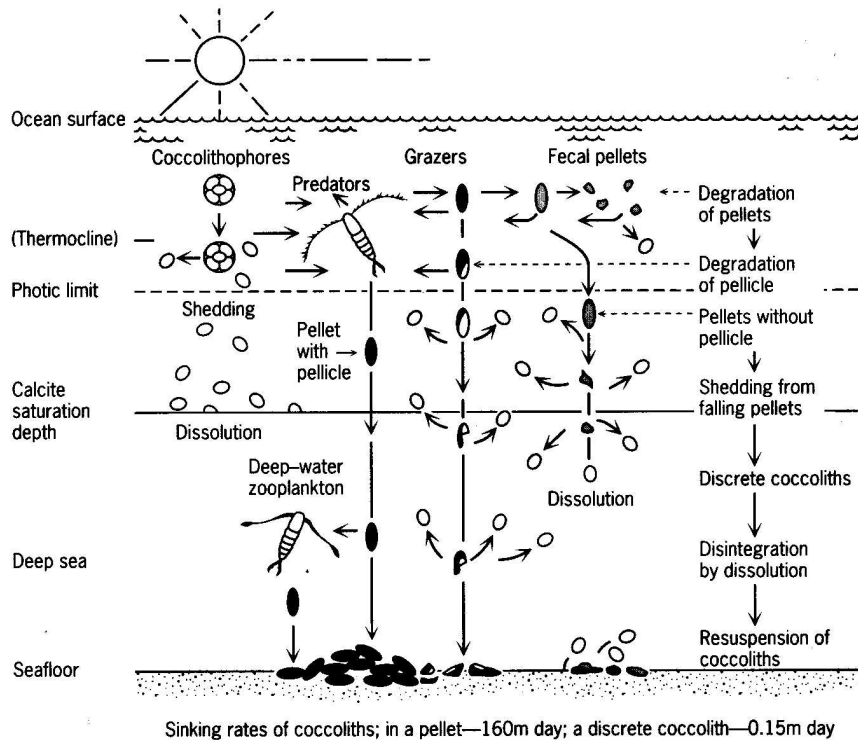 Ocean surface
Coccolithophores
Grazers
Fecal pellets
Predators
Degradation
of pellets
(Thermocline)
Degradation
of pellicle
Photic limit
Shedding
Pellet
with
pellicle
Pellets without
pellicle
Calcite
saturation
depth
Shedding from
falling pellets
Dissolution
Deep–water
zooplankton
Dissolution
Discrete coccoliths
Deep sea
Disintegration
by dissolution
Resuspension of
coccoliths
Seafloor
Sinking rates of coccoliths; in a pellet—160m day; a discrete coccolith—0.15m day